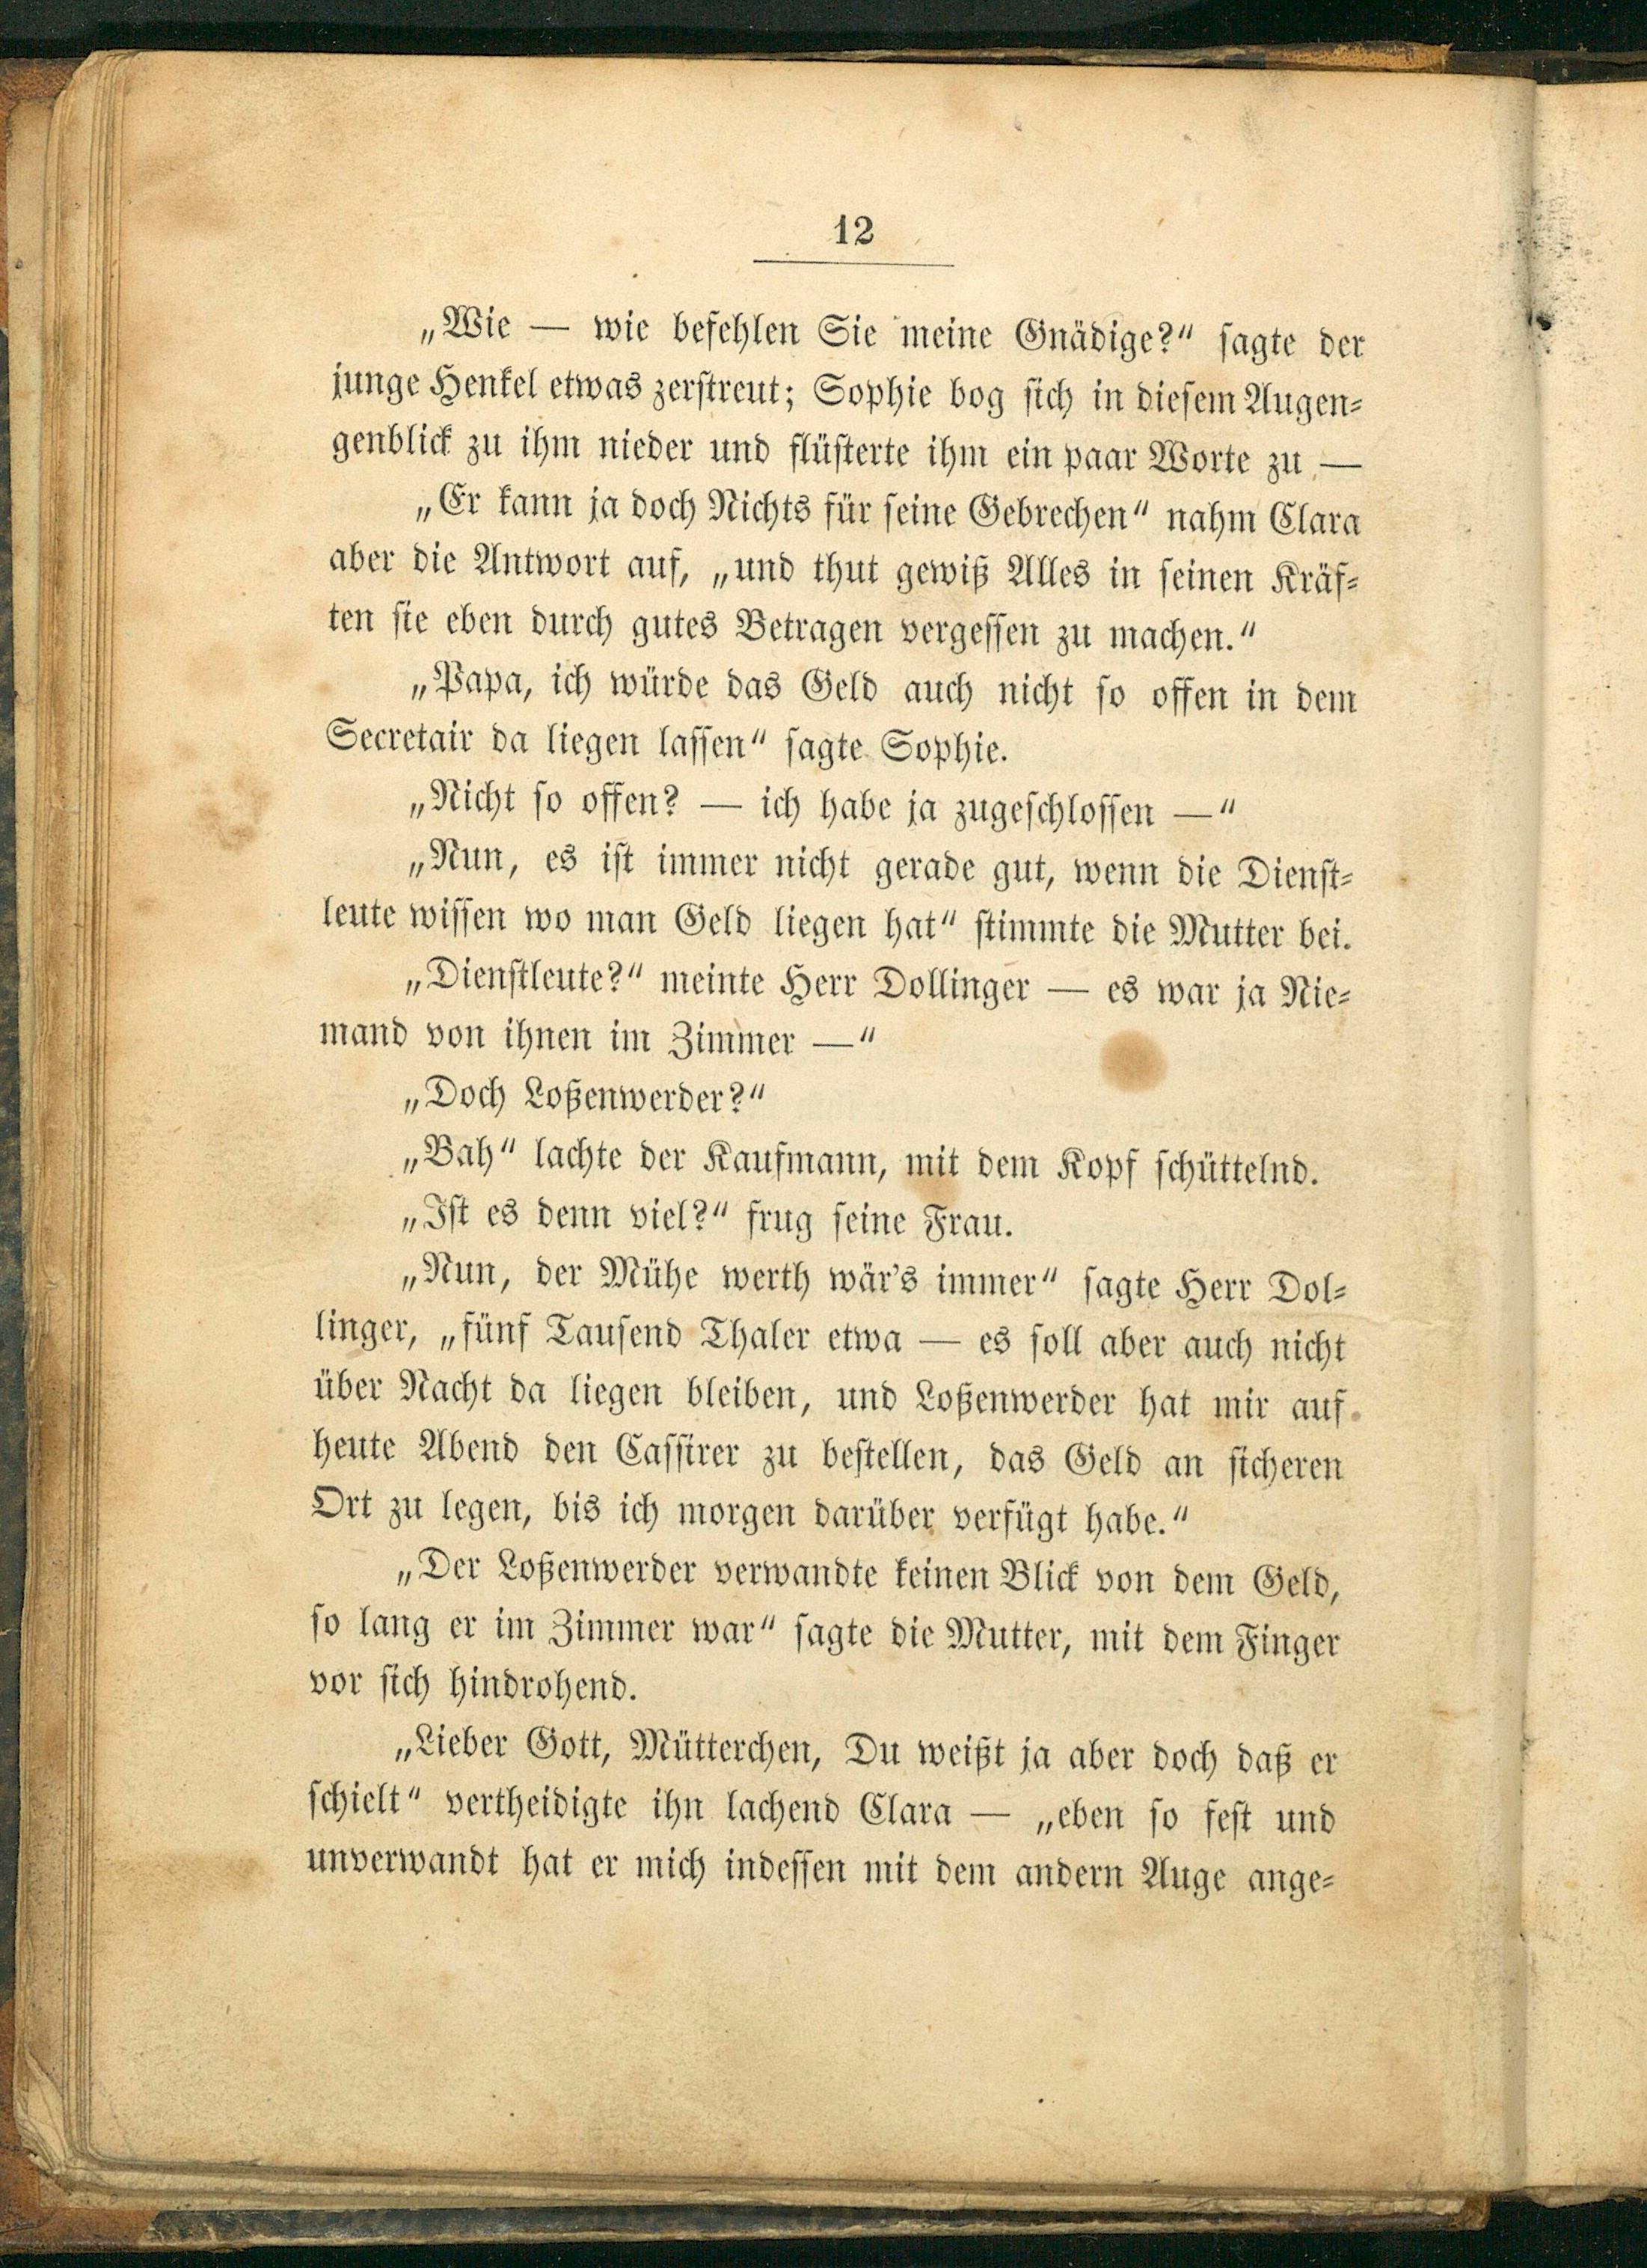 12
„Wie — wie befehlen Sie meine Gnädige?“ sagte der
junge Henkel etwas zerstreut; Sophie bog sich in diesem Augen-
genblick zu ihm nieder und flüsterte ihm ein paar Worte zu —
„Er kann ja doch Nichts für seine Gebrechen“ nahm Clara
aber die Antwort auf, „und thut gewiß Alles in seinen Kräf-
ten sie eben durch gutes Betragen vergessen zu machen.“
„Papa, ich würde das Geld auch nicht so offen in dem
Secretair da liegen lassen“ sagte Sophie.
„Nicht so offen? — ich habe ja zugeschlossen —“
„Nun, es ist immer nicht gerade gut, wenn die Dienst-
leute wissen wo man Geld liegen hat“ stimmte die Mutter bei.
„Dienstleute?“ meinte Herr Dollinger — es war ja Nie-
mand von ihnen im Zimmer —“
„Doch Loßenwerder?“
„Bah“ lachte der Kaufmann, mit dem Kopf schüttelnd.
„Ist es denn viel?“ frug seine Frau.
„Nun, der Mühe werth wär's immer“ sagte Herr Dol-
linger, „fünf Tausend Thaler etwa — es soll aber auch nicht
über Nacht da liegen bleiben, und Loßenwerder hat mir auf
heute Abend den Cassirer zu bestellen, das Geld an sicheren
Ort zu legen, bis ich morgen darüber verfügt habe.“
„Der Loßenwerder verwandte keinen Blick von dem Geld,
so lang er im Zimmer war“ sagte die Mutter, mit dem Finger
vor sich hindrohend.
„Lieber Gott, Mütterchen, Du weißt ja aber doch daß er
schielt“ vertheidigte ihn lachend Clara — „eben so fest und
unverwandt hat er mich indessen mit dem andern Auge ange-